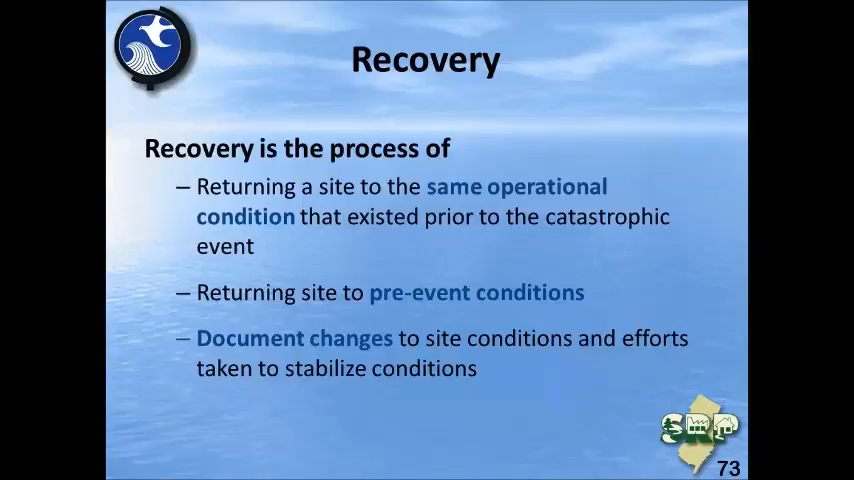 Recovery
Recovery is the process of
– Returning a site to the same operational
condition that existed prior to the catastrophic
event
– Returning site to pre-event conditions
– Document changes to site conditions and efforts
taken to stabilize conditions
SRP
73